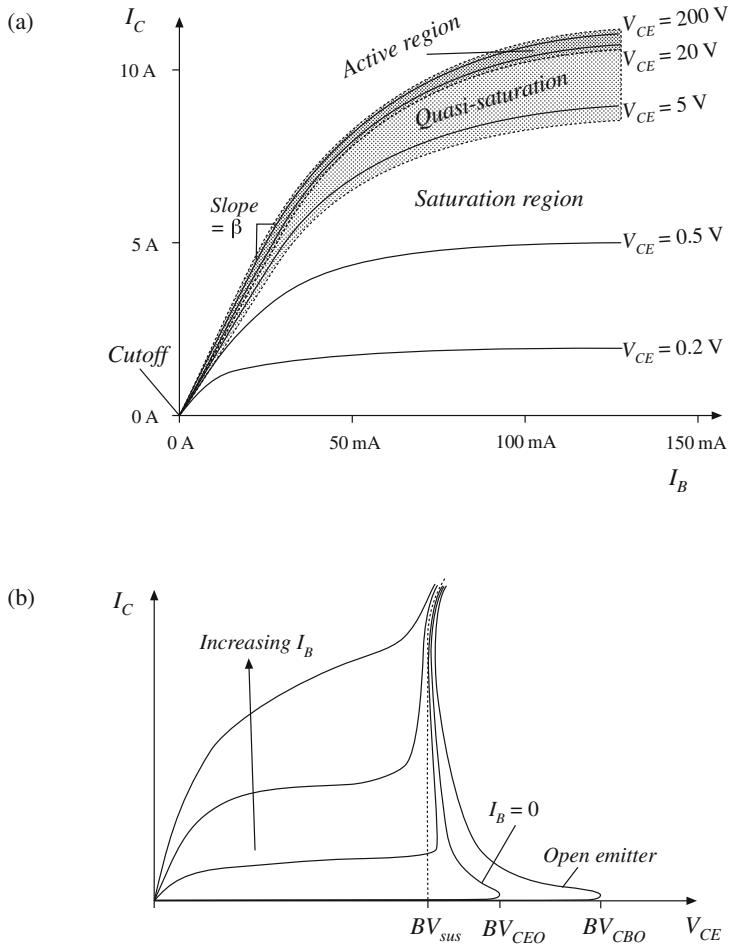 (a)
I_C
10 A
5 A
0 A
Active region
Quasi-saturation
Slope
= β
Saturation region
Cutoff
V_CE = 200 V
V_CE = 20 V
V_CE = 5 V
V_CE = 0.5 V
V_CE = 0.2 V
0 A
50 mA
100 mA
150 mA
I_B
(b)
I_C
Increasing I_B
I_B = 0
Open emitter
BV_sus
BV_CEO
BV_CBO
V_CE